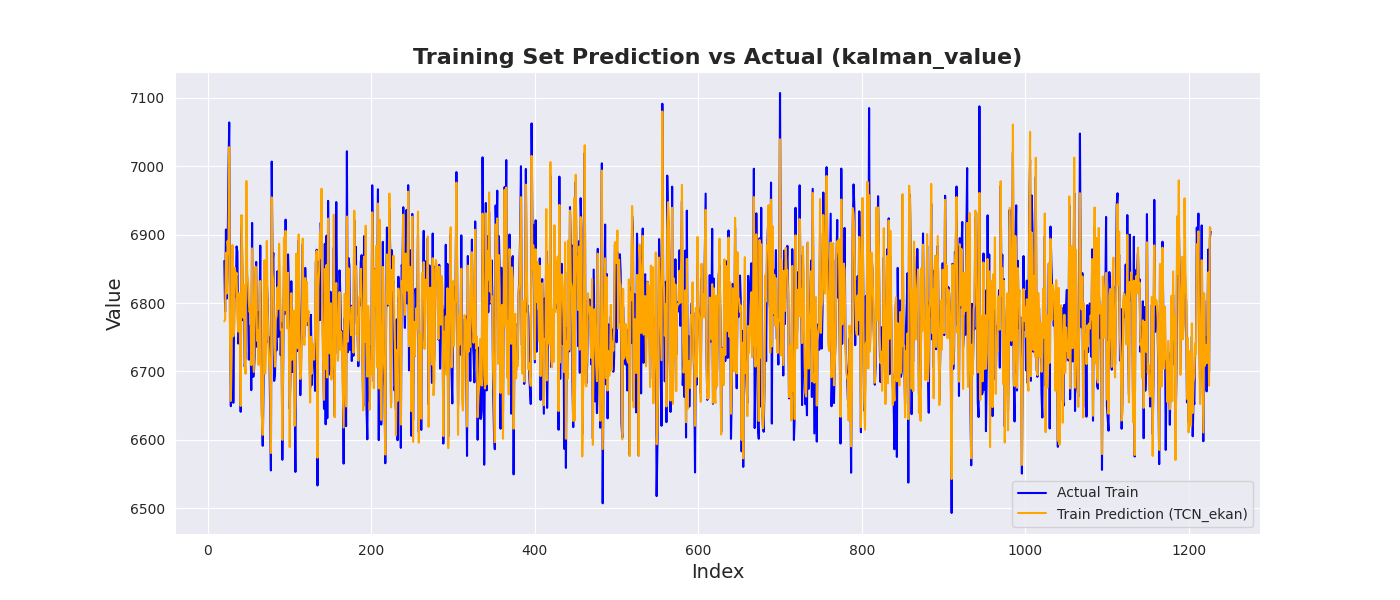 Training Set Prediction vs Actual (kalman_value)
7100
7000
6900
6800
6700
6600
6500
Value
0 200 400 600 800 1000 1200
Index
Actual Train
Train Prediction (TCN_ekan)